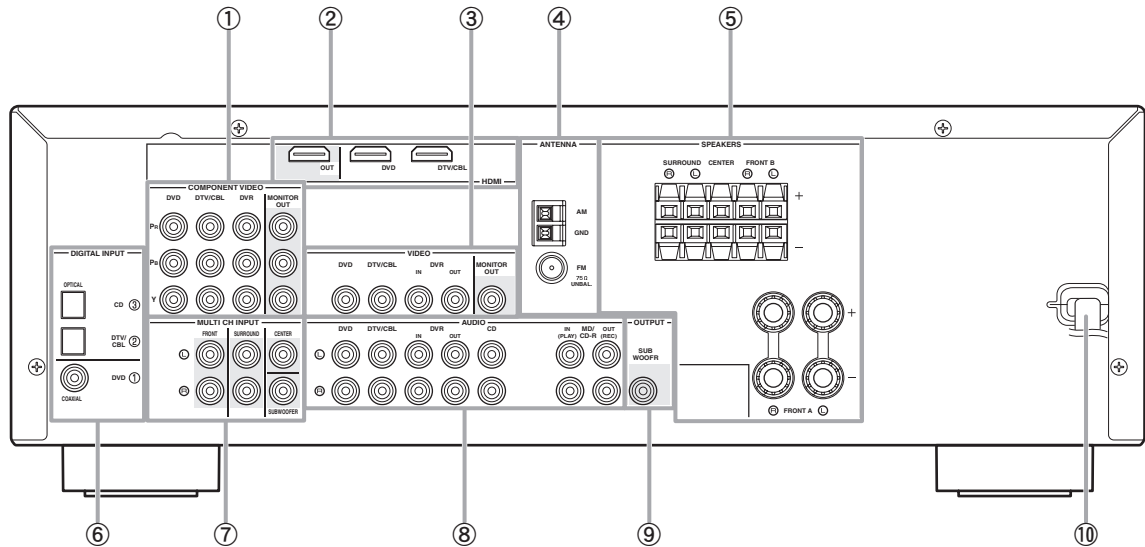 ① ② ③ ④ ⑤
OUT DVD DTV/CBL
HDMI
COMPONENT VIDEO
DVD DTV/CBL DVR MONITOR OUT
PR
PB
Y
ANTENNA
AM
GND
FM
75Ω
UNBAL.
SPEAKERS
SURROUND CENTER FRONT B
R L R L
+
–
+
–
R FRONT A L
DIGITAL INPUT
OPTICAL
CD ③
DTV/
CBL ②
DVD ①
COAXIAL
VIDEO
DVD DTV/CBL DVR MONITOR
IN OUT OUT
MULTI CH INPUT
FRONT SURROUND CENTER
L
R
SUBWOOFER
AUDIO
DVD DTV/CBL DVR CD IN MD/ OUT
IN OUT (PLAY) CD-R (REC)
L
R
OUTPUT
SUB
WOOFR
⑥ ⑦ ⑧ ⑨ ⑩